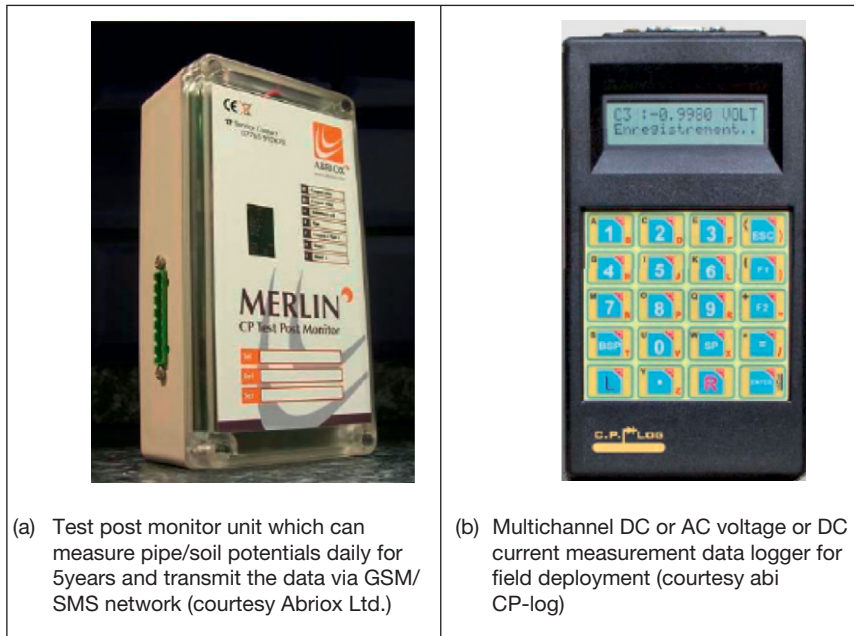 CE
Service Contact
ABRIOX
MERLIN
CP Test Post Monitor
C3 :-0.9980 VOLT
Enregistrement..
1 2 3 ESC
4 5 6 F1
7 8 9 F2
BSP 0 SP =
L . R ENTER
C.P. LOG
(a) Test post monitor unit which can
measure pipe/soil potentials daily for
5years and transmit the data via GSM/
SMS network (courtesy Abriox Ltd.)
(b) Multichannel DC or AC voltage or DC
current measurement data logger for
field deployment (courtesy abi
CP-log)